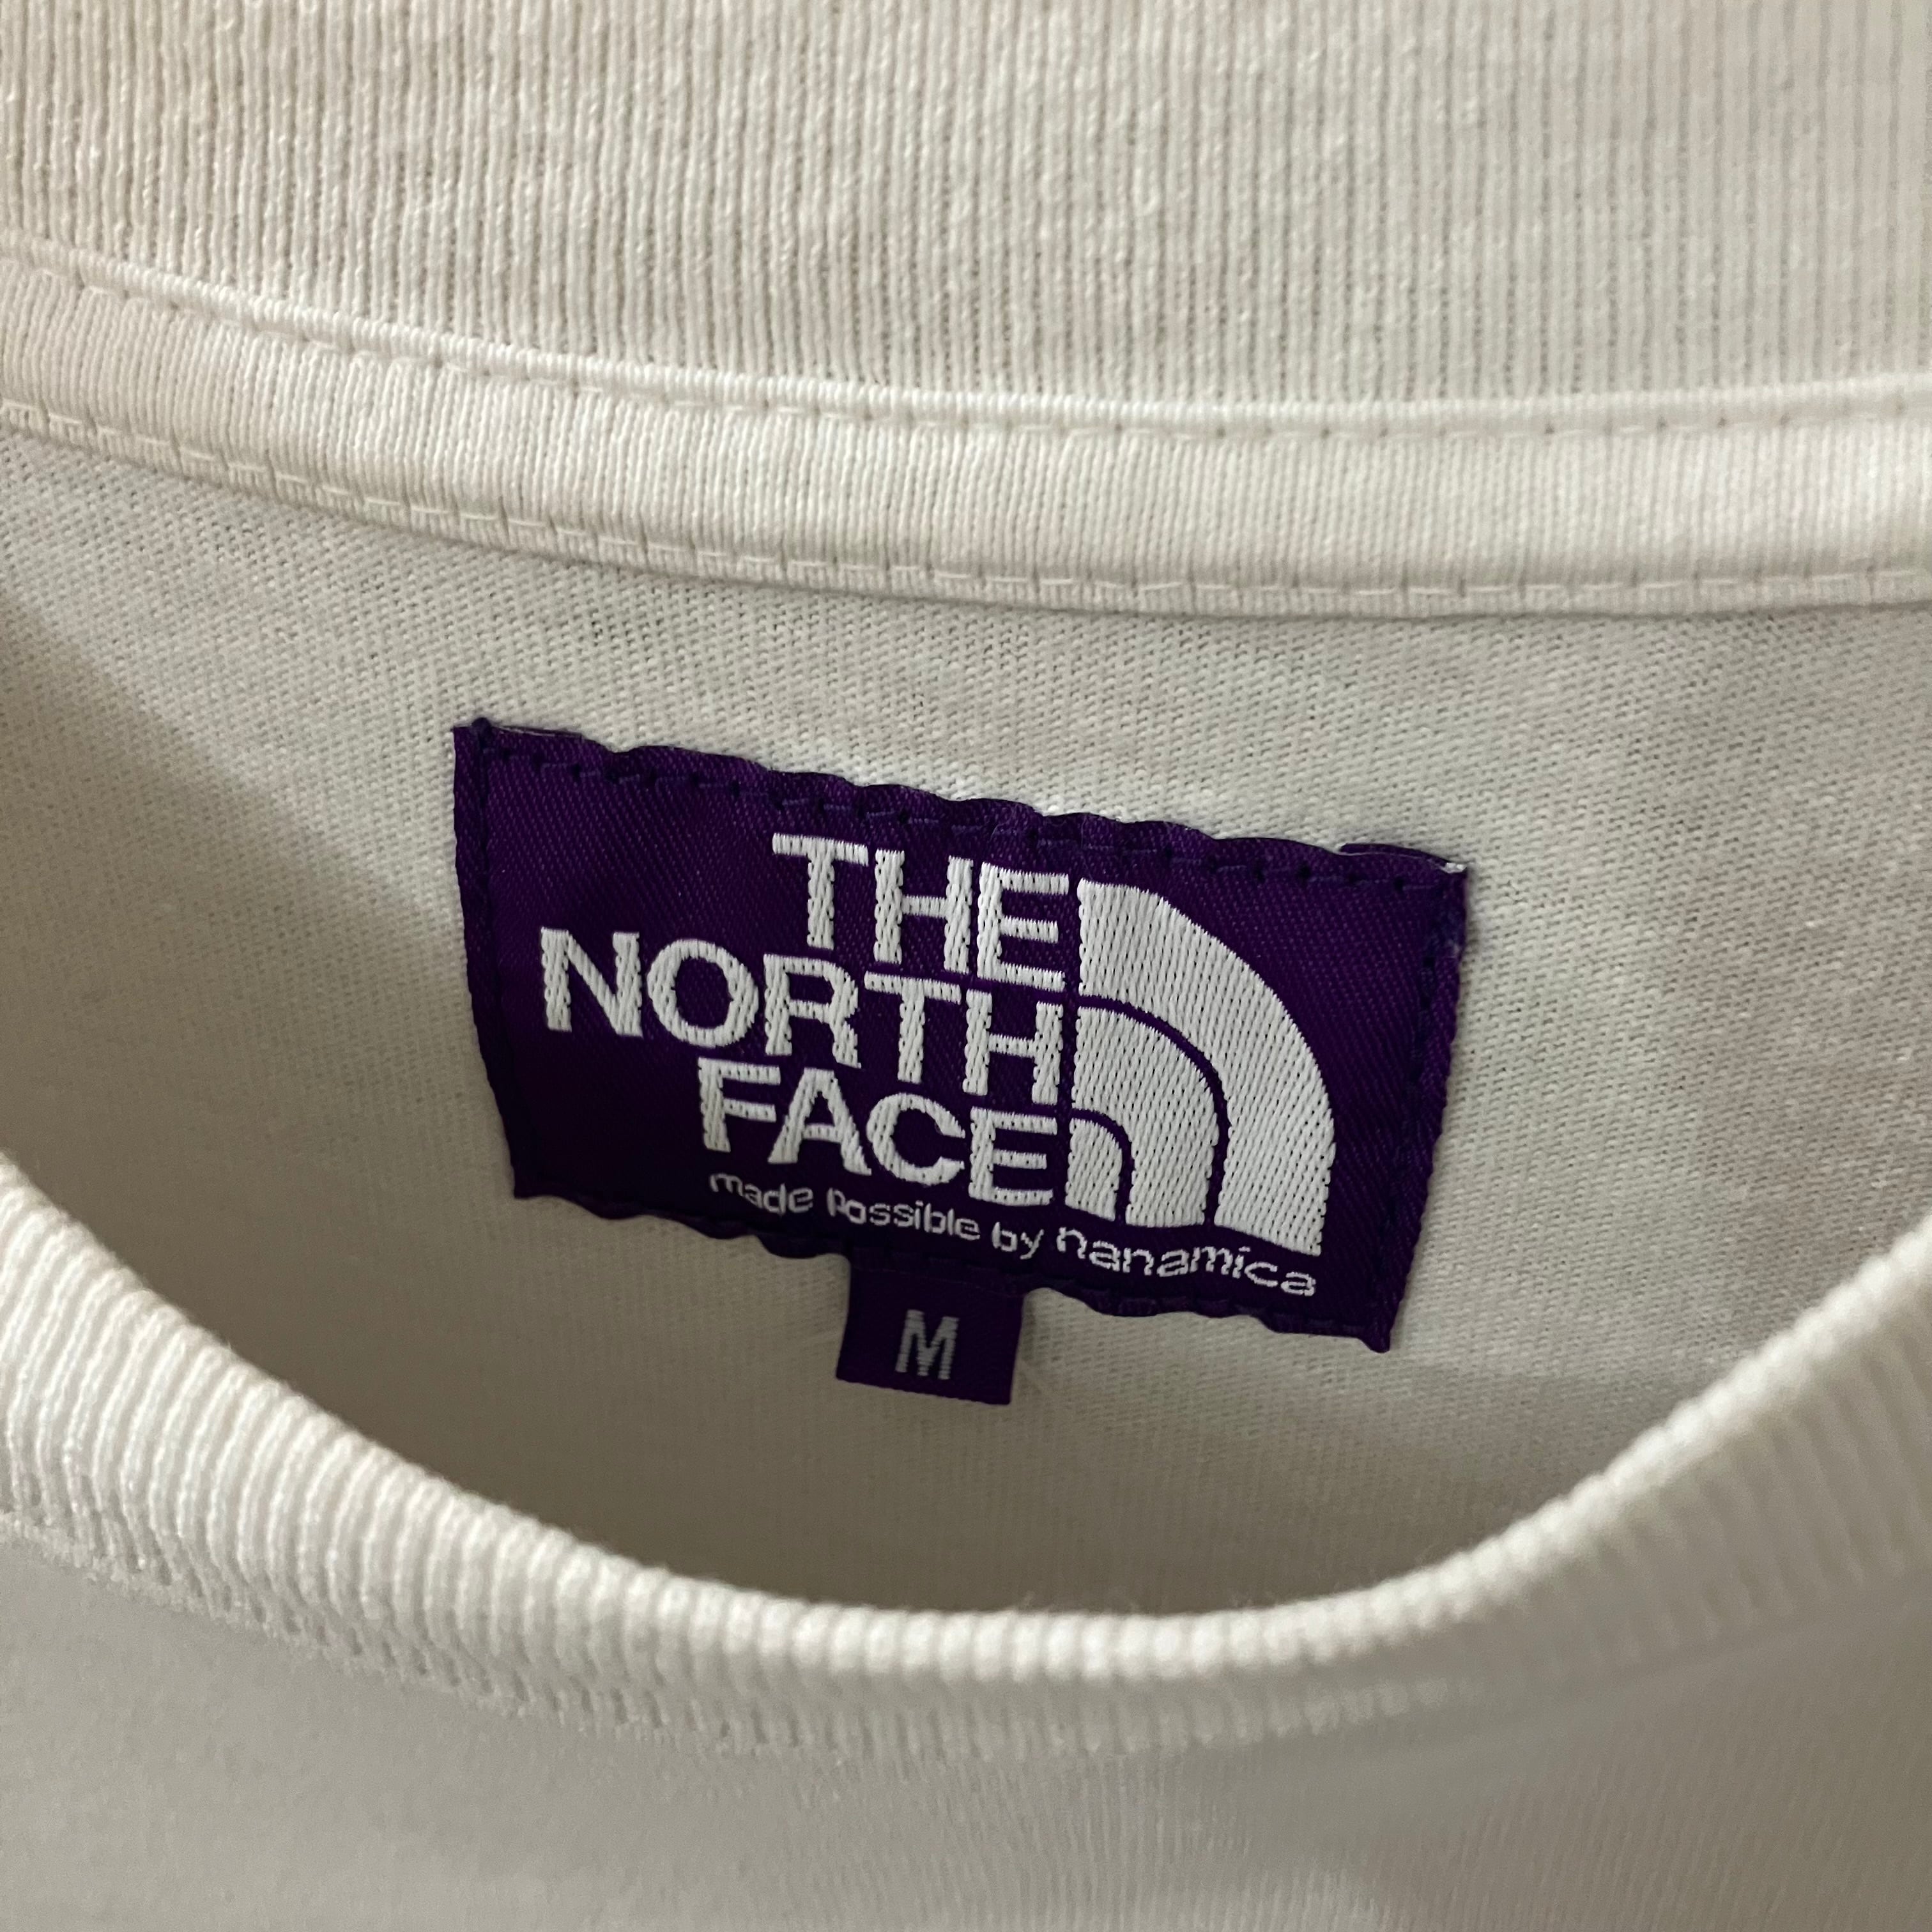 THE
NORTH
FACE
made possible by nanamica
M